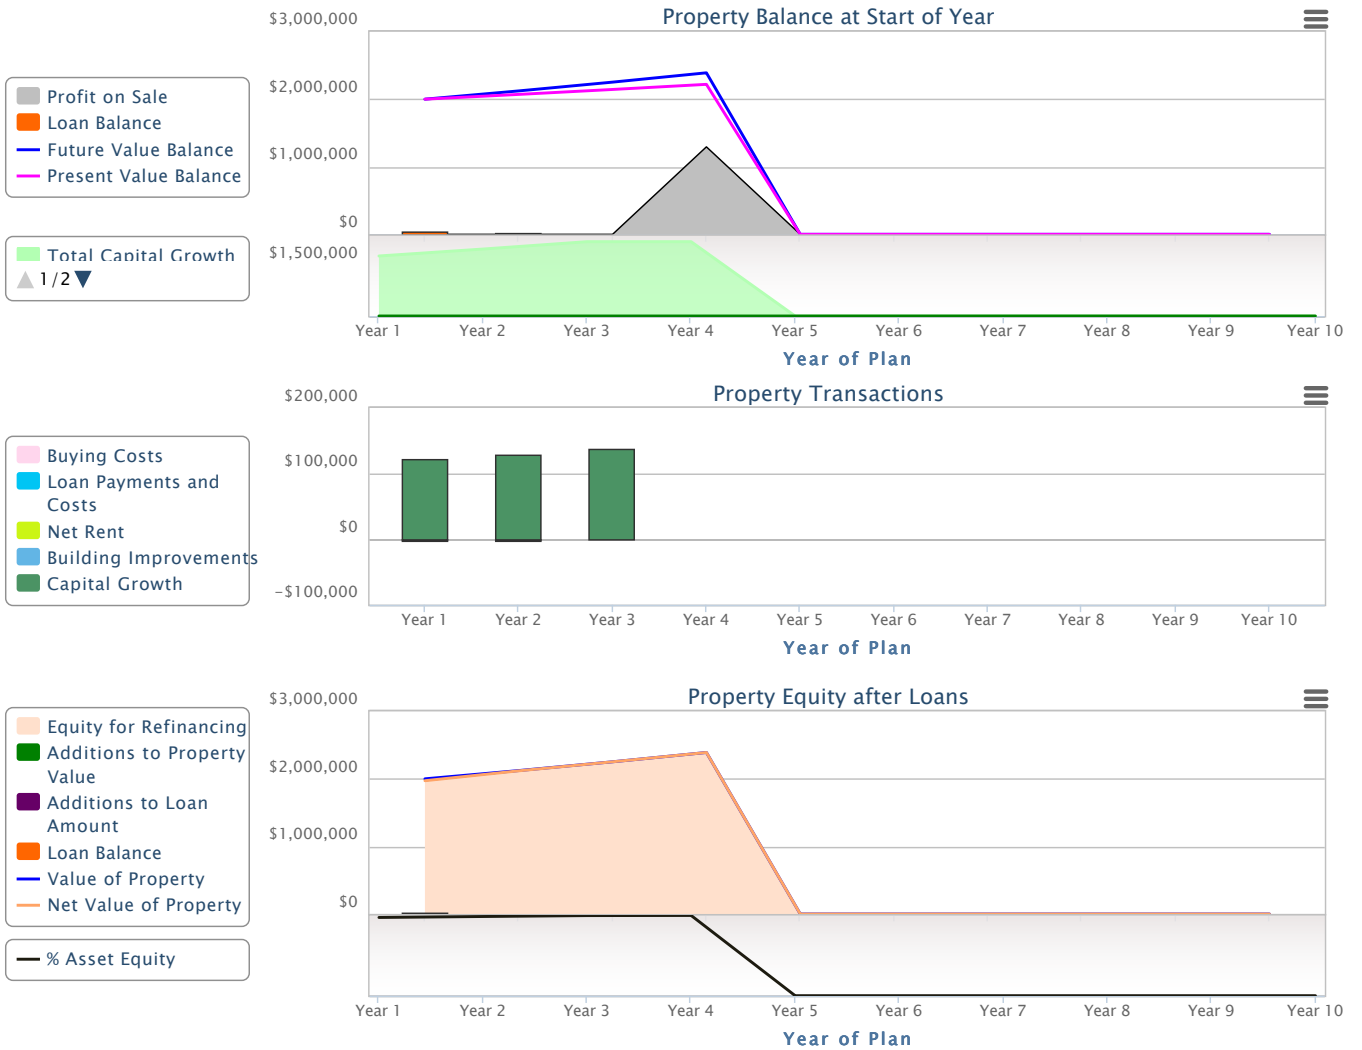 Property Balance at Start of Year
$3,000,000
$2,000,000
$1,000,000
$0
$1,500,000
Profit on Sale
Loan Balance
Future Value Balance
Present Value Balance
Total Capital Growth
1/2
Year 1 Year 2 Year 3 Year 4 Year 5 Year 6 Year 7 Year 8 Year 9 Year 10
Year of Plan
Property Transactions
$200,000
$100,000
$0
-$100,000
Buying Costs
Loan Payments and
Costs
Net Rent
Building Improvements
Capital Growth
Year 1 Year 2 Year 3 Year 4 Year 5 Year 6 Year 7 Year 8 Year 9 Year 10
Year of Plan
Property Equity after Loans
$3,000,000
$2,000,000
$1,000,000
$0
Equity for Refinancing
Additions to Property
Value
Additions to Loan
Amount
Loan Balance
Value of Property
Net Value of Property
% Asset Equity
Year 1 Year 2 Year 3 Year 4 Year 5 Year 6 Year 7 Year 8 Year 9 Year 10
Year of Plan